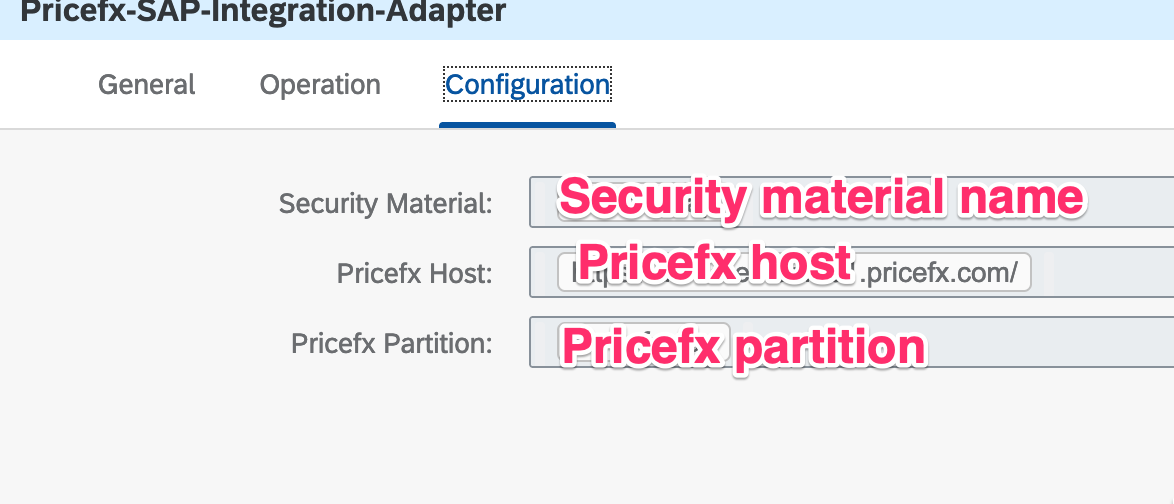 Pricefx-SAP-Integration-Adapter
General Operation Configuration
Security Material: Security material name
Pricefx Host: Pricefx host .pricefx.com/
Pricefx Partition: Pricefx partition